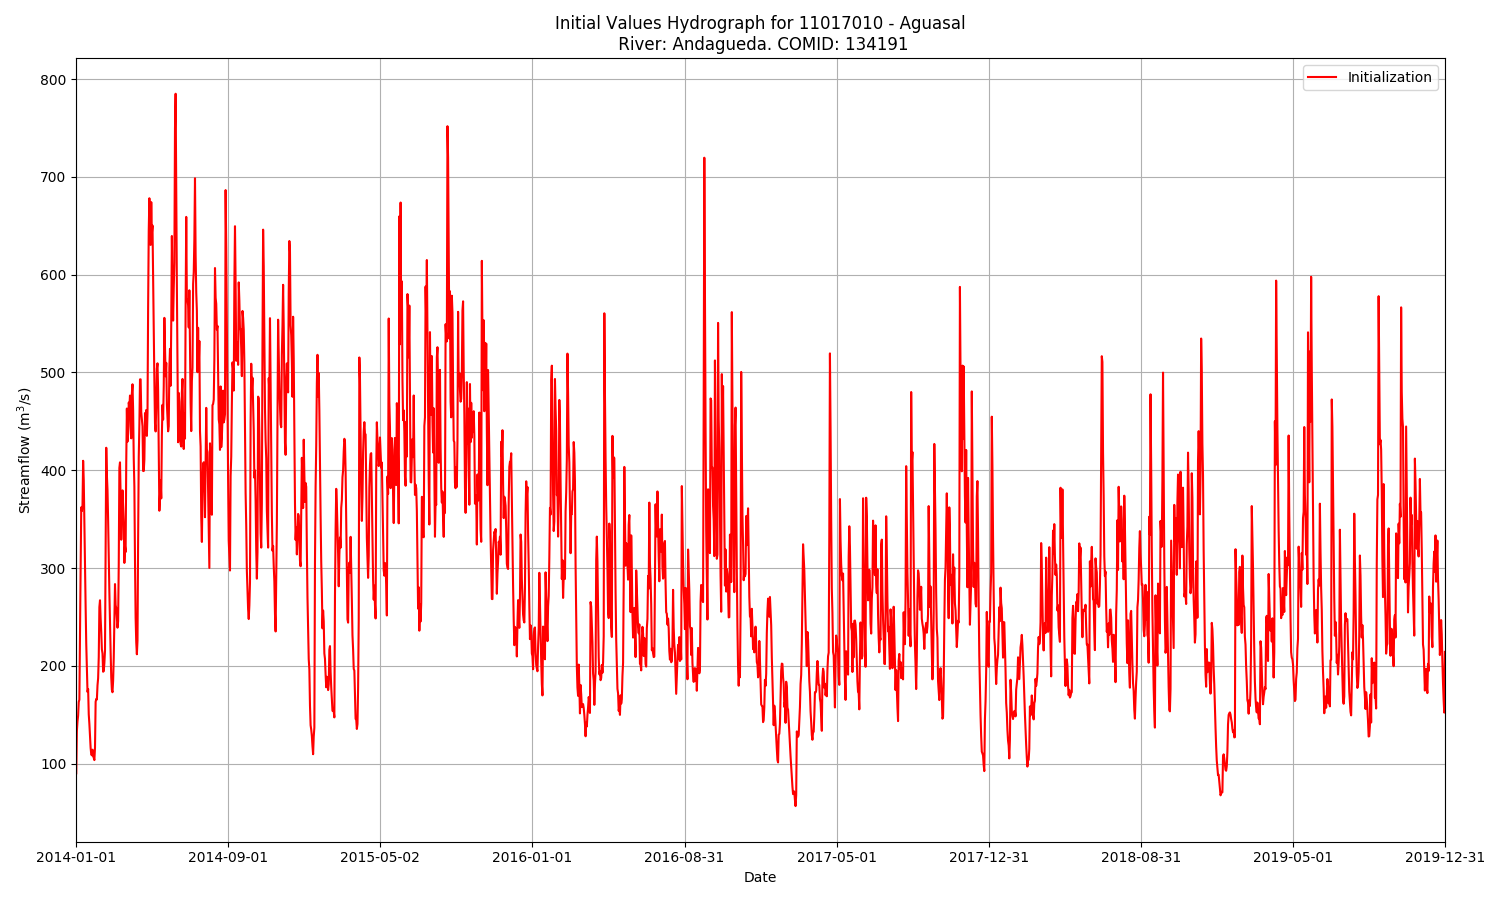 Initial Values Hydrograph for 11017010 - Aguasal
River: Andagueda. COMID: 134191
Initialization
800
700
600
500
400
300
200
100
Streamflow (m³/s)
2014-01-01 2014-09-01 2015-05-02 2016-01-01 2016-08-31 2017-05-01 2017-12-31 2018-08-31 2019-05-01 2019-12-31
Date